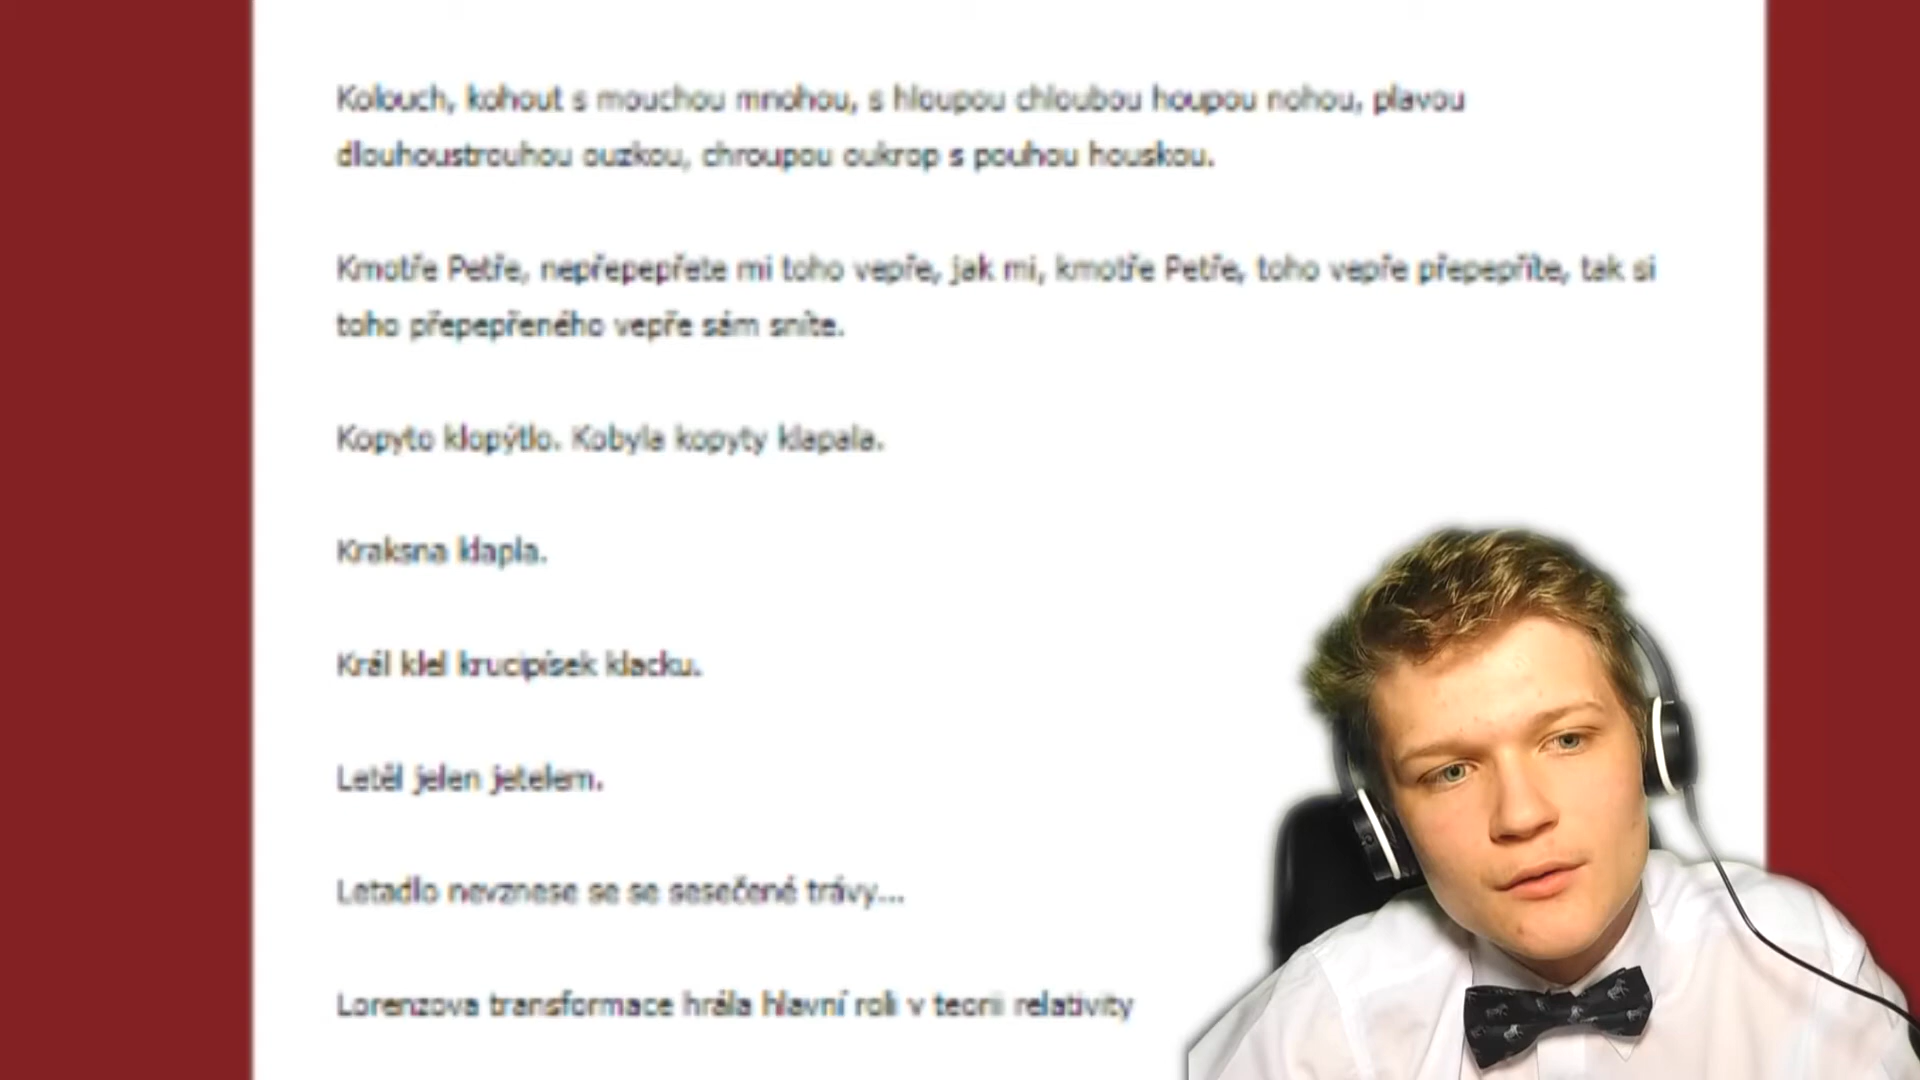 Kolouch, kohout s mouchou mnohou, s hloupou chloubou houpou nohou, plavou
dlouhoustrouhou ouzkou, chroupou oukrop s pouhou houskou.
Kmotře Petře, nepřepepřete mi toho vepře, jak mi, kmotře Petře, toho vepře přepepříte, tak si
toho přepepřeného vepře sám sníte.
Kopyto klopýtlo. Kobyla kopyty klapala.
Kraksna klapla.
Král klel krucipísek klacku.
Letěl jelen jetelem.
Letadlo nevznese se se sesečené trávy...
Lorenzova transformace hrála hlavní roli v teorii relativity